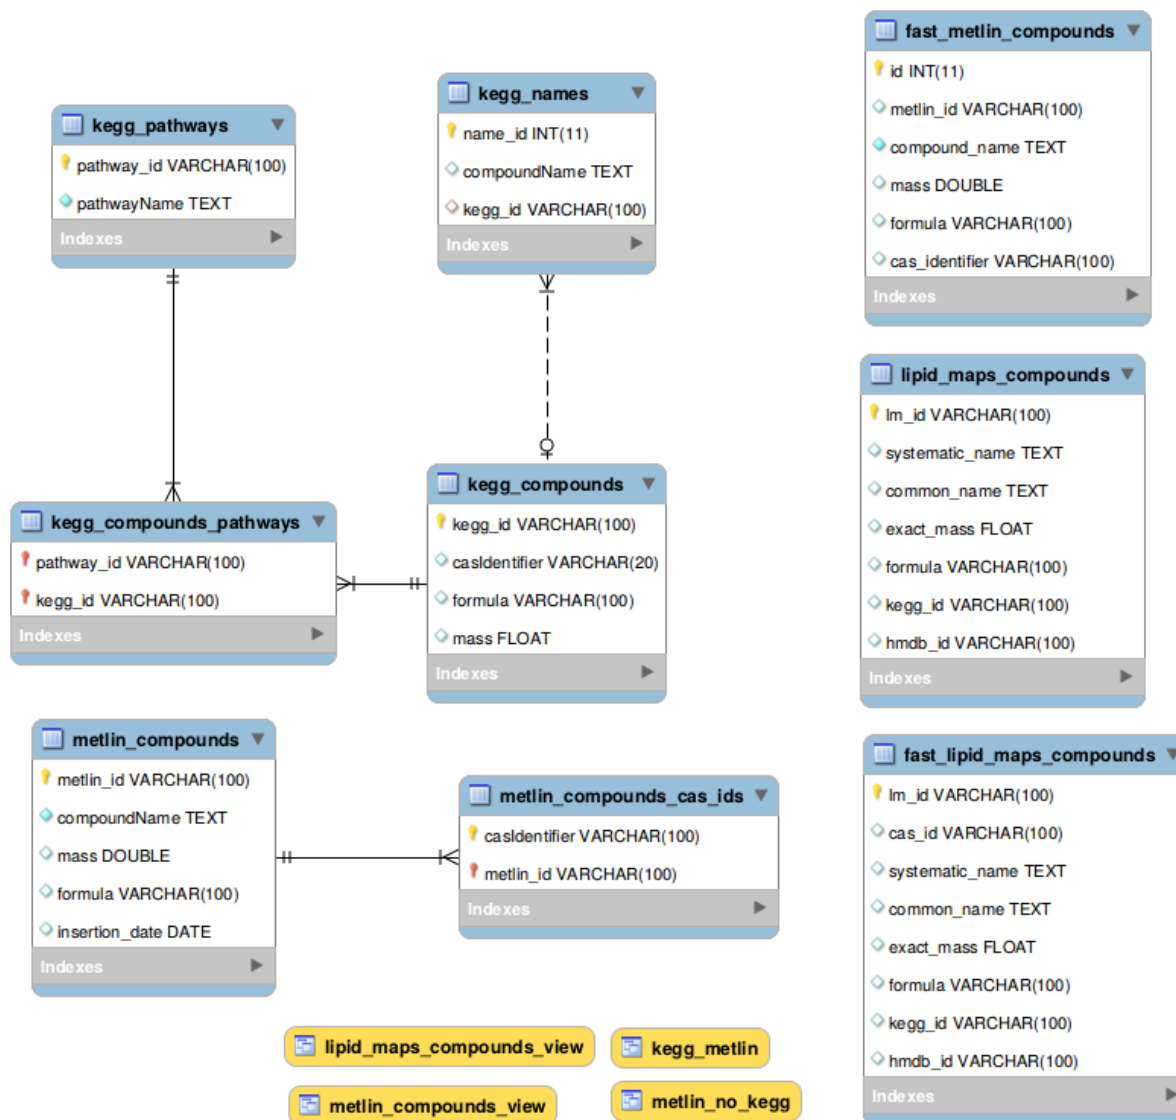 kegg_pathways
pathway_id VARCHAR(100)
pathwayName TEXT
Indexes
kegg_names
name_id INT(11)
compoundName TEXT
kegg_id VARCHAR(100)
Indexes
fast_metlin_compounds
id INT(11)
metlin_id VARCHAR(100)
compound_name TEXT
mass DOUBLE
formula VARCHAR(100)
cas_identifier VARCHAR(100)
Indexes
kegg_compounds_pathways
pathway_id VARCHAR(100)
kegg_id VARCHAR(100)
Indexes
kegg_compounds
kegg_id VARCHAR(100)
casIdentifier VARCHAR(20)
formula VARCHAR(100)
mass FLOAT
Indexes
lipid_maps_compounds
lm_id VARCHAR(100)
systematic_name TEXT
common_name TEXT
exact_mass FLOAT
formula VARCHAR(100)
kegg_id VARCHAR(100)
hmdb_id VARCHAR(100)
Indexes
metlin_compounds
metlin_id VARCHAR(100)
compoundName TEXT
mass DOUBLE
formula VARCHAR(100)
insertion_date DATE
Indexes
metlin_compounds_cas_ids
casIdentifier VARCHAR(100)
metlin_id VARCHAR(100)
Indexes
fast_lipid_maps_compounds
lm_id VARCHAR(100)
cas_id VARCHAR(100)
systematic_name TEXT
common_name TEXT
exact_mass FLOAT
formula VARCHAR(100)
kegg_id VARCHAR(100)
hmdb_id VARCHAR(100)
Indexes
lipid_maps_compounds_view
kegg_metlin
metlin_compounds_view
metlin_no_kegg